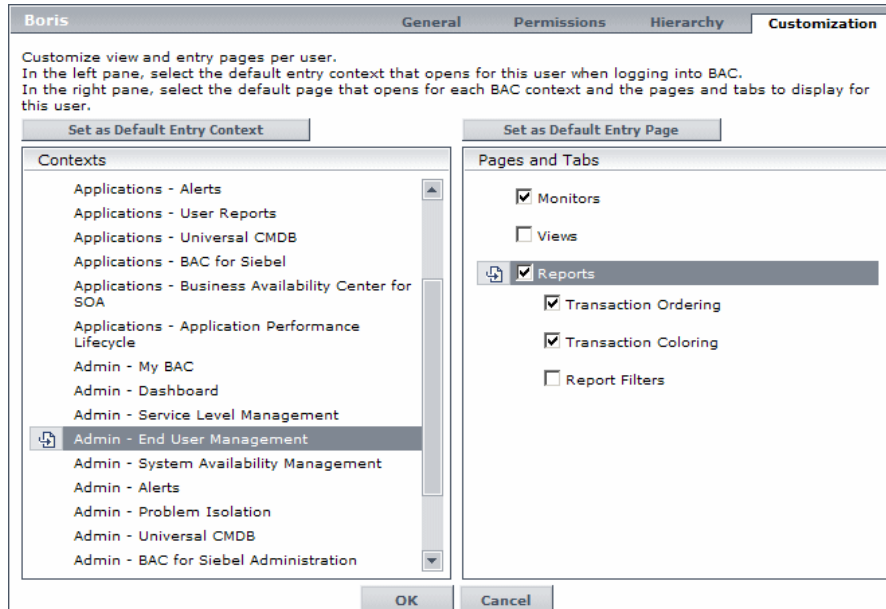 Boris
General
Permissions
Hierarchy
Customization
Customize view and entry pages per user.
In the left pane, select the default entry context that opens for this user when logging into BAC.
In the right pane, select the default page that opens for each BAC context and the pages and tabs to display for
this user.
Set as Default Entry Context
Set as Default Entry Page
Contexts
Applications - Alerts
Applications - User Reports
Applications - Universal CMDB
Applications - BAC for Siebel
Applications - Business Availability Center for
SOA
Applications - Application Performance
Lifecycle
Admin - My BAC
Admin - Dashboard
Admin - Service Level Management
Admin - End User Management
Admin - System Availability Management
Admin - Alerts
Admin - Problem Isolation
Admin - Universal CMDB
Admin - BAC for Siebel Administration
Pages and Tabs
Monitors
Views
Reports
Transaction Ordering
Transaction Coloring
Report Filters
OK
Cancel